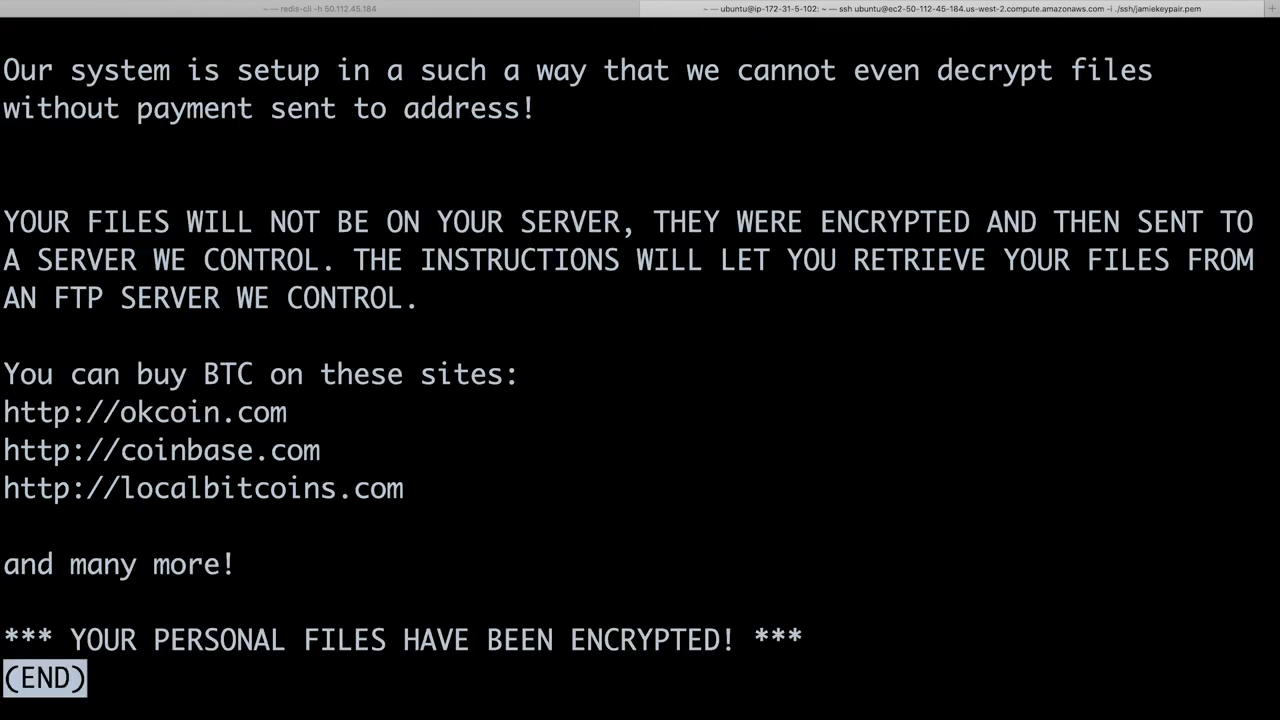 ~ — redis-cli -h 50.112.45.184
~ — ubuntu@ip-172-31-5-102: ~ — ssh ubuntu@ec2-50-112-45-184.us-west-2.compute.amazonaws.com -i ./ssh/jamiekeypair.pem
+
Our system is setup in a such a way that we cannot even decrypt files
without payment sent to address!
YOUR FILES WILL NOT BE ON YOUR SERVER, THEY WERE ENCRYPTED AND THEN SENT TO
A SERVER WE CONTROL. THE INSTRUCTIONS WILL LET YOU RETRIEVE YOUR FILES FROM
AN FTP SERVER WE CONTROL.
You can buy BTC on these sites:
http://okcoin.com
http://coinbase.com
http://localbitcoins.com
and many more!
*** YOUR PERSONAL FILES HAVE BEEN ENCRYPTED! ***
(END)